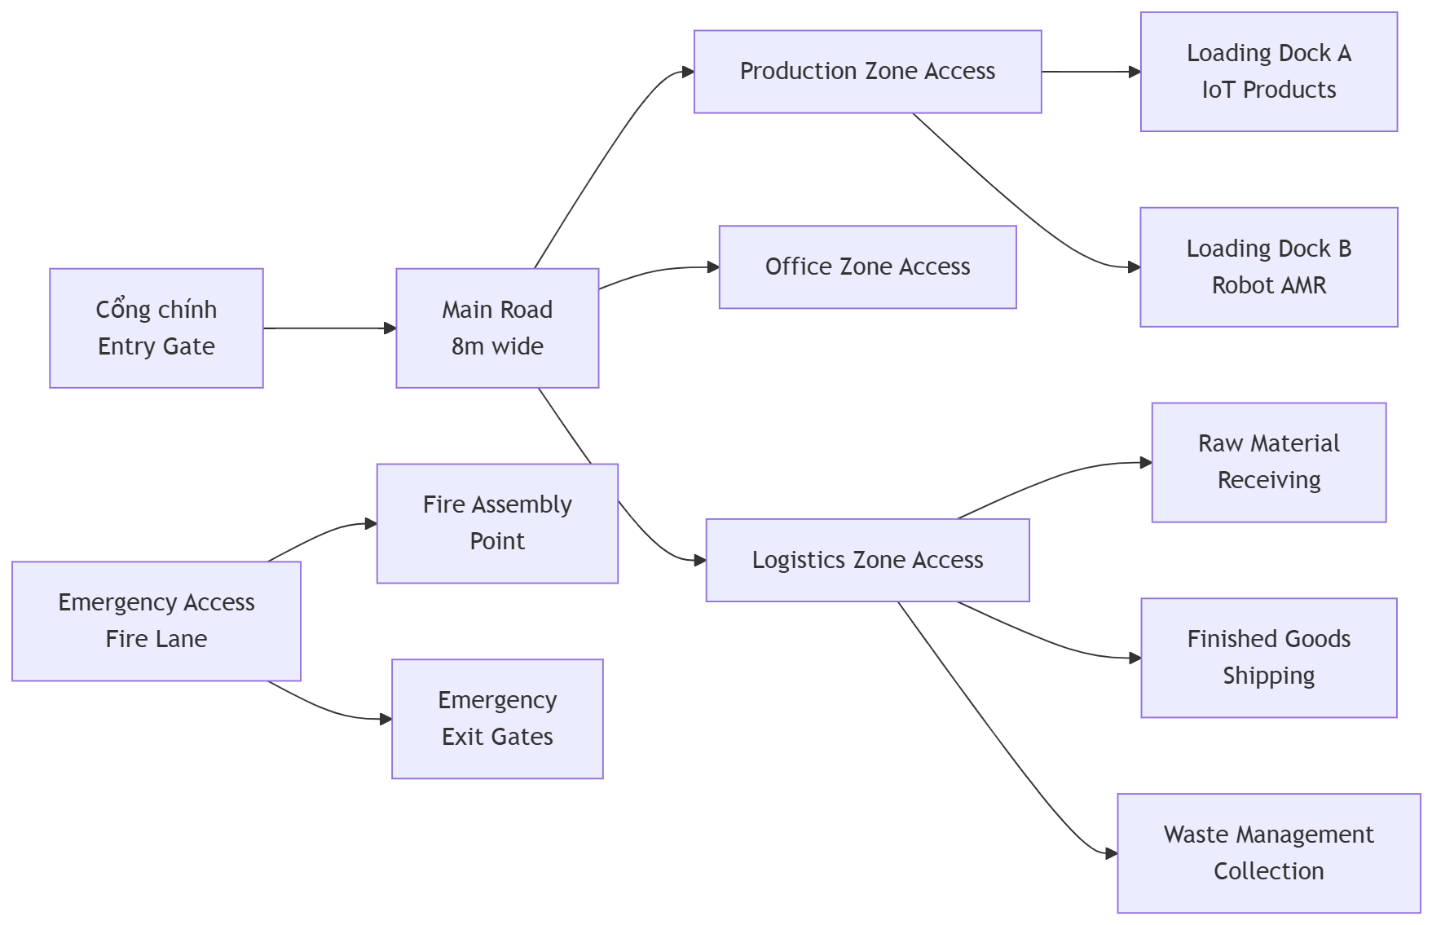 Cổng chính
Entry Gate
Main Road
8m wide
Production Zone Access
Office Zone Access
Logistics Zone Access
Loading Dock A
IoT Products
Loading Dock B
Robot AMR
Raw Material
Receiving
Finished Goods
Shipping
Waste Management
Collection
Emergency Access
Fire Lane
Fire Assembly
Point
Emergency
Exit Gates